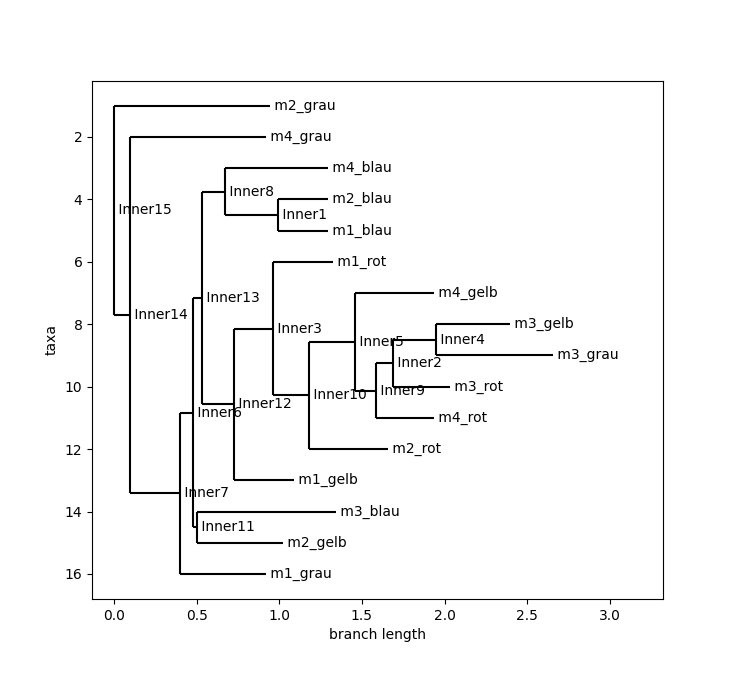 m2_grau
2 m4_grau
m4_blau
Inner8
4 m2_blau
Inner15 Inner1
m1_blau
6 m1_rot
m4_gelb
Inner13
Inner14
8 Inner3 m3_gelb
Inner5 Inner4
taxa
m3_grau
Inner2
10 Inner10 Inner9 m3_rot
Inner6 Inner12
m4_rot
12 m2_rot
m1_gelb
Inner7
14 m3_blau
Inner11
m2_gelb
16 m1_grau
0.0 0.5 1.0 1.5 2.0 2.5 3.0
branch length